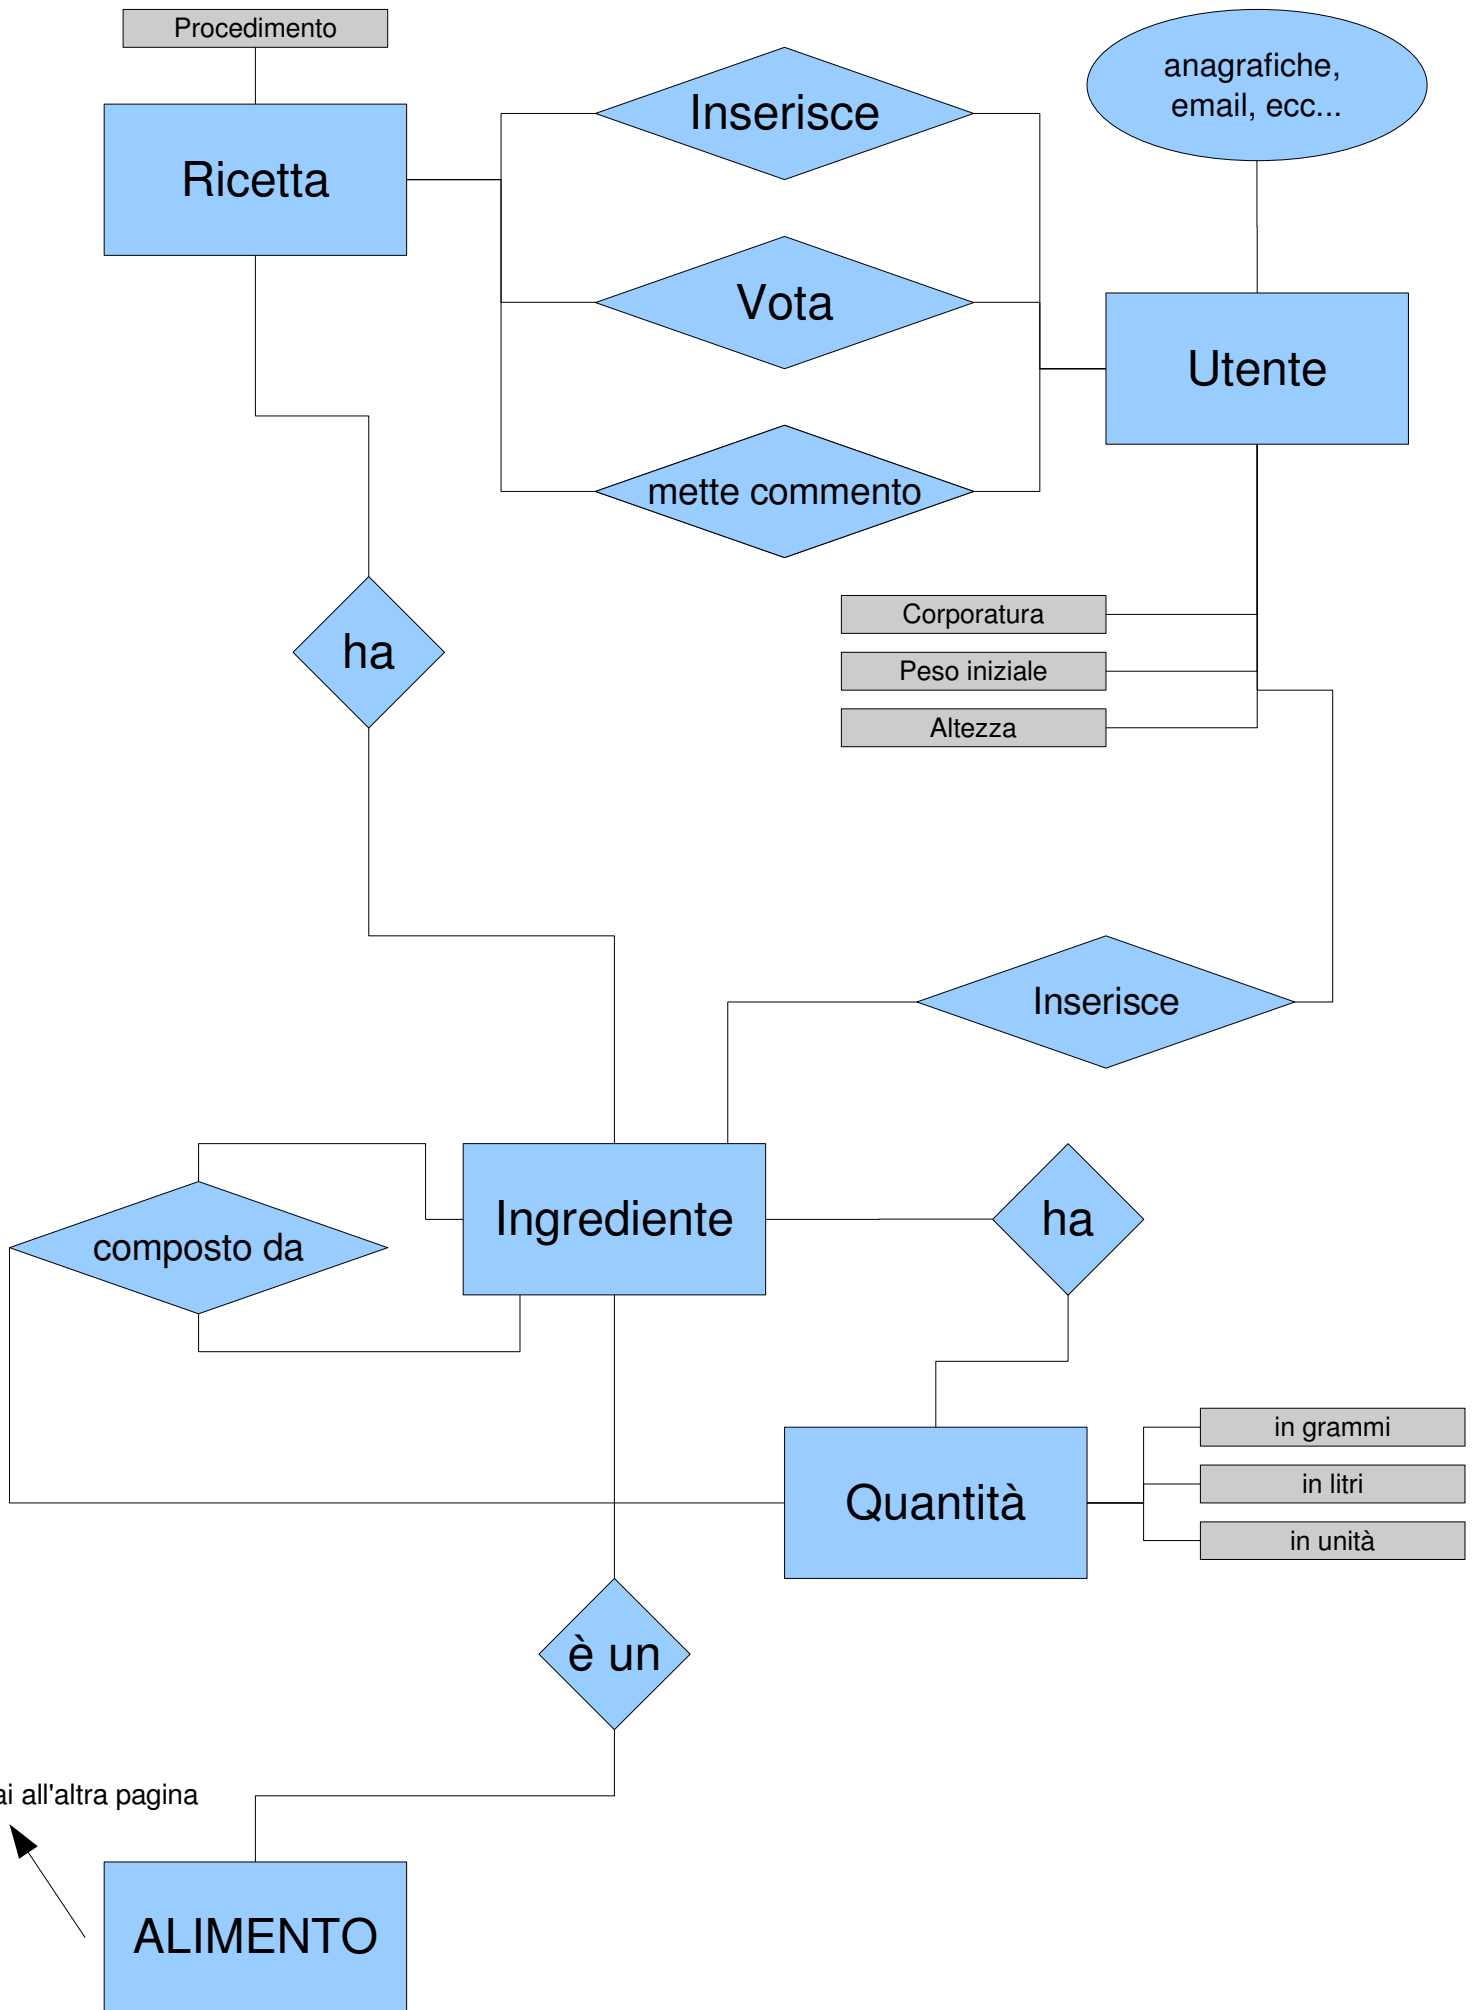 Procedimento
anagrafiche,
email, ecc...
Inserisce
Ricetta
Vota
Utente
mette commento
Corporatura
ha
Peso iniziale
Altezza
Inserisce
Ingrediente
ha
composto da
in grammi
in litri
Quantità
in unità
è un
all'altra pagina
ALIMENTO